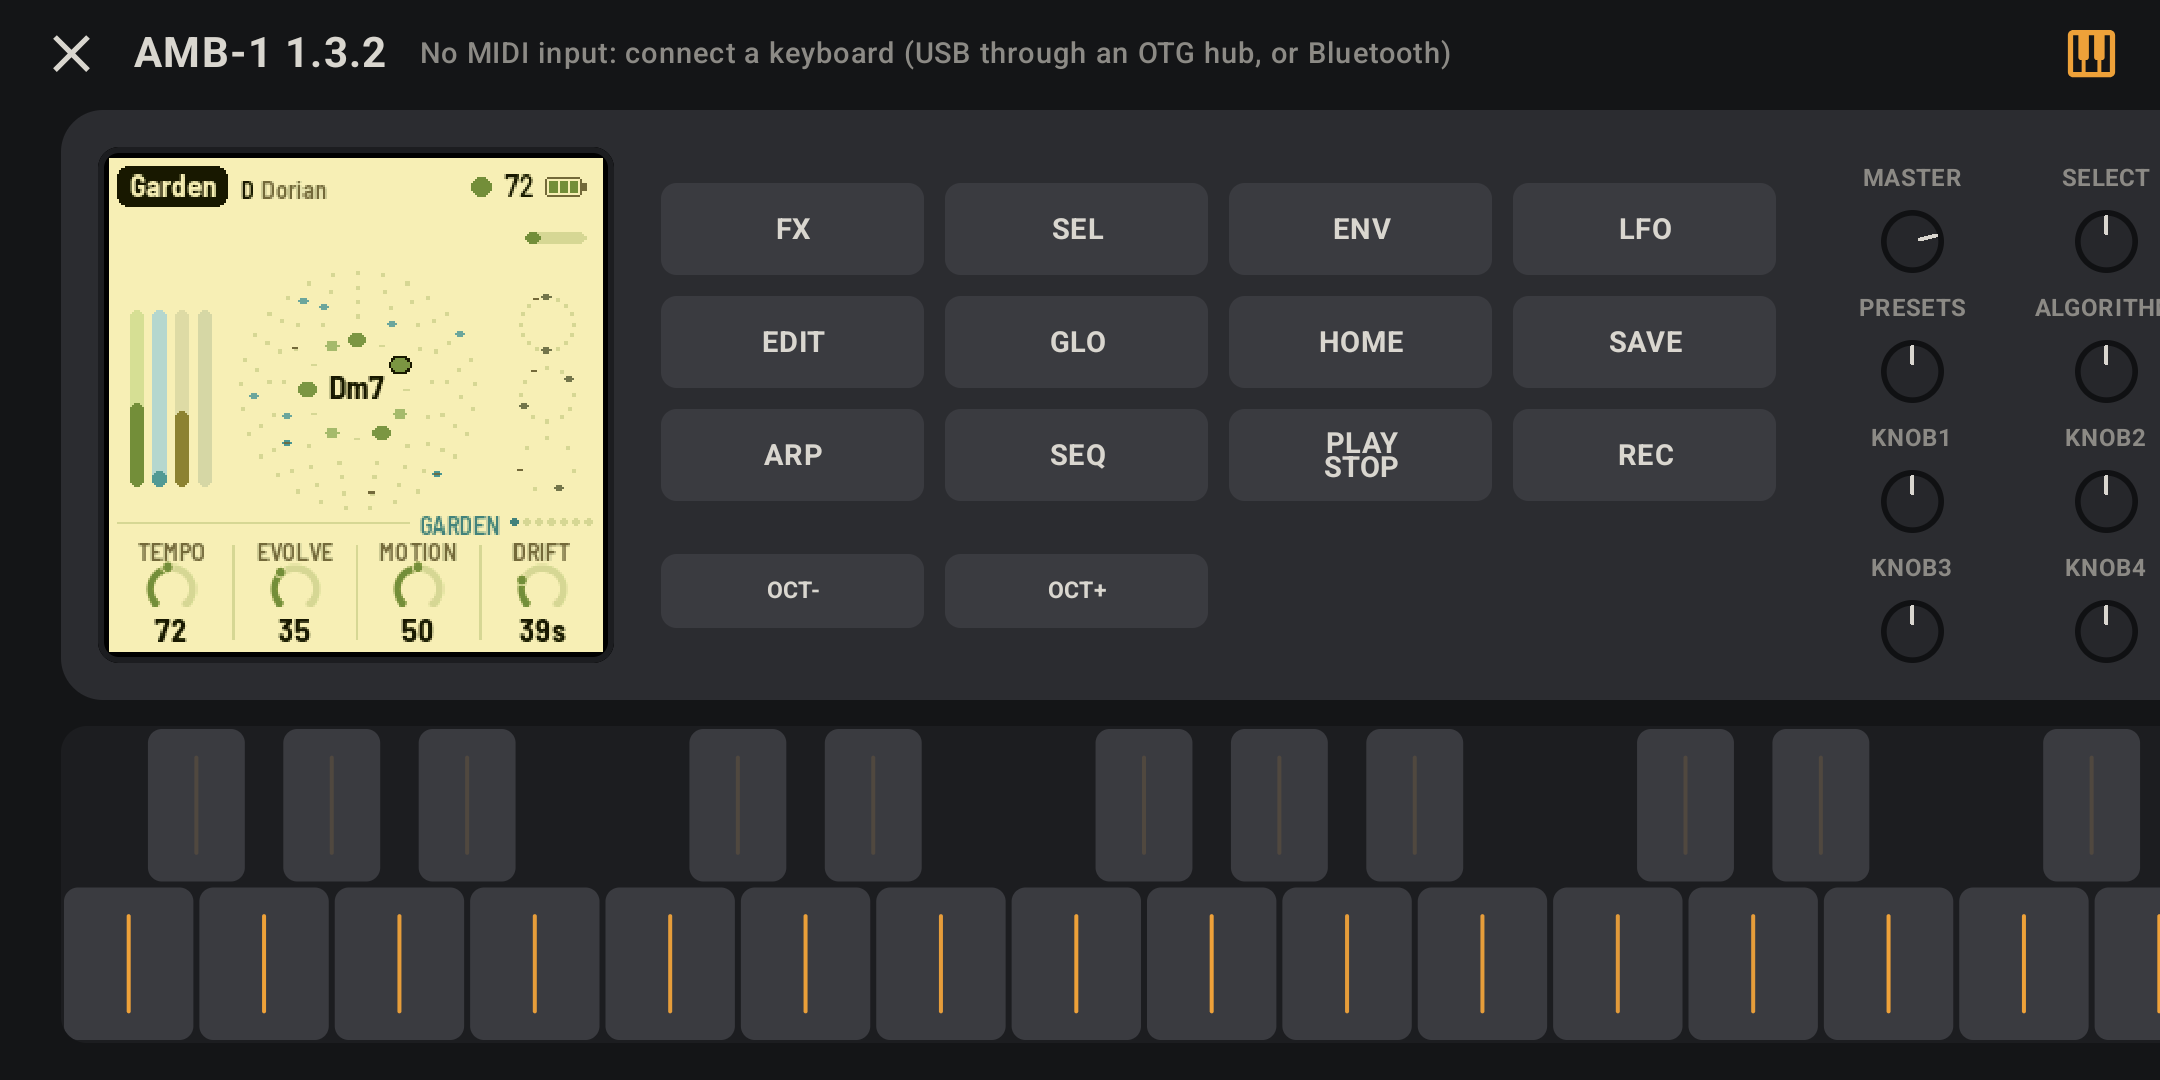 AMB-1 1.3.2
No MIDI input: connect a keyboard (USB through an OTG hub, or Bluetooth)
Garden
D Dorian
72
Dm7
GARDEN
TEMPO
EVOLVE
MOTION
DRIFT
72
35
50
39s
FX
SEL
ENV
LFO
EDIT
GLO
HOME
SAVE
ARP
SEQ
PLAY
STOP
REC
OCT-
OCT+
MASTER
SELECT
PRESETS
ALGORITH
KNOB1
KNOB2
KNOB3
KNOB4